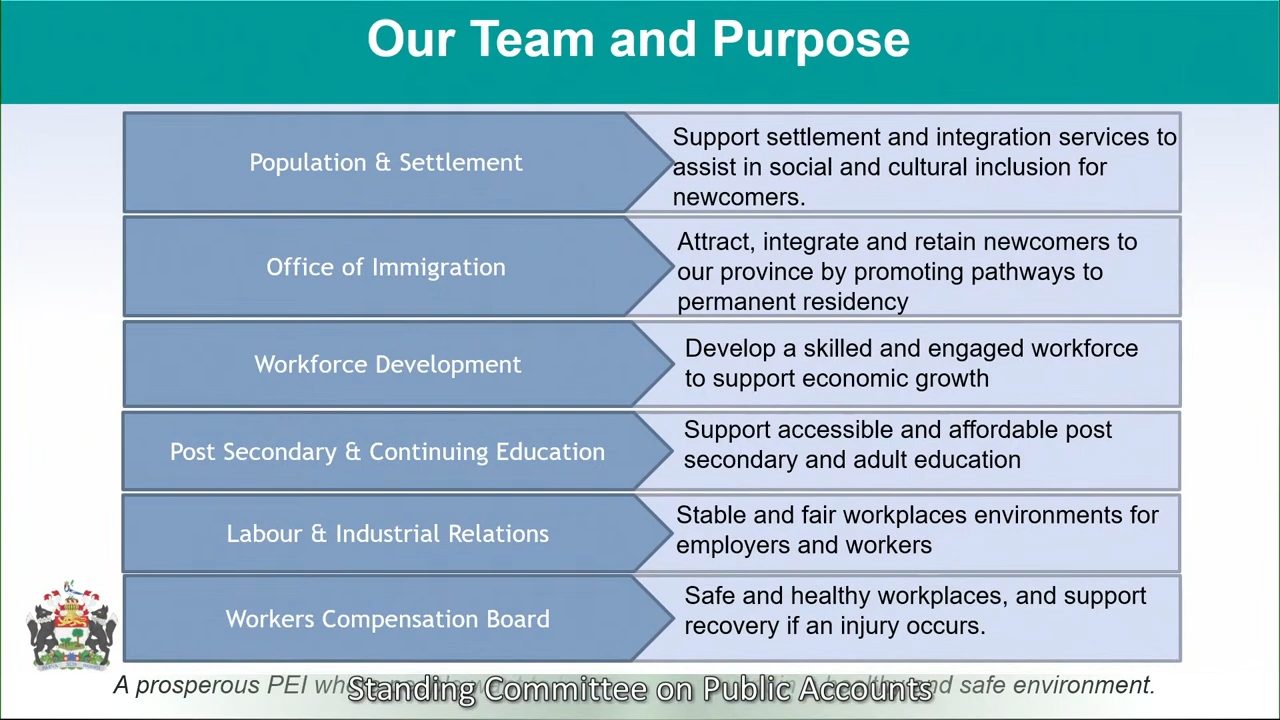 Our Team and Purpose
Population & Settlement
Support settlement and integration services to
assist in social and cultural inclusion for
newcomers.
Office of Immigration
Attract, integrate and retain newcomers to
our province by promoting pathways to
permanent residency
Workforce Development
Develop a skilled and engaged workforce
to support economic growth
Post Secondary & Continuing Education
Support accessible and affordable post
secondary and adult education
Labour & Industrial Relations
Stable and fair workplaces environments for
employers and workers
Workers Compensation Board
Safe and healthy workplaces, and support
recovery if an injury occurs.
A prosperous PEI and safe environment.
Standing Committee on Public Accounts